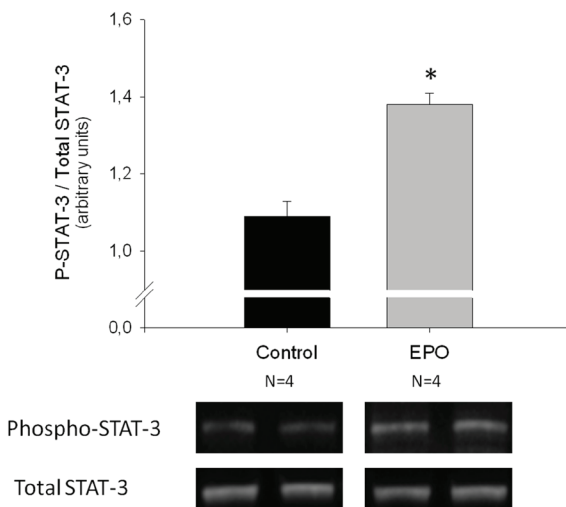 P-STAT-3 / Total STAT-3
(arbitrary units)
1,6
1,4
1,2
1,0
0,0
*
Control EPO
N=4 N=4
Phospho-STAT-3
Total STAT-3